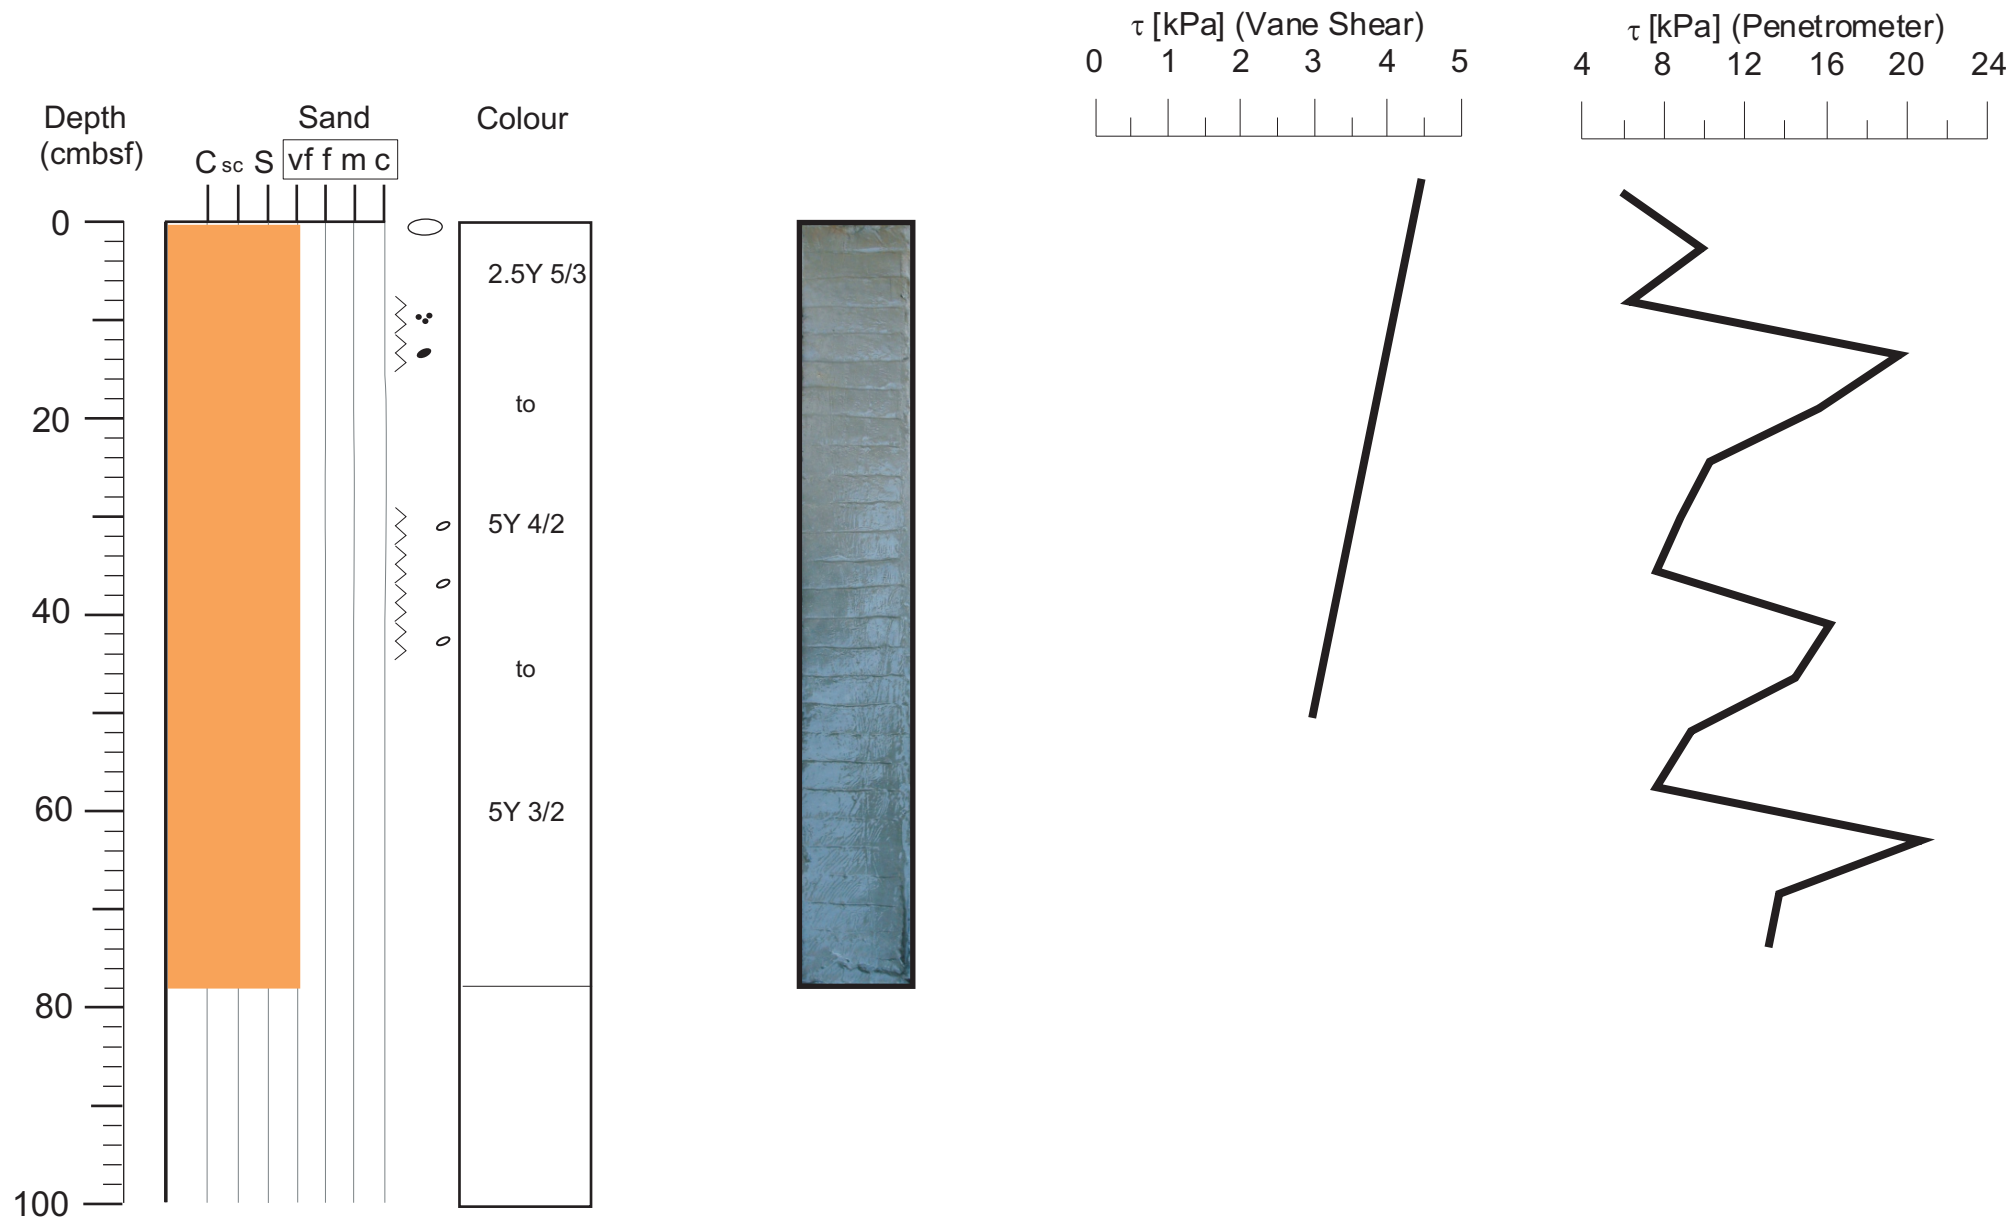 τ [kPa] (Vane Shear)
0 1 2 3 4 5
τ [kPa] (Penetrometer)
4 8 12 16 20 24
Depth
(cmbsf)
Sand
C sc S vf f m c
Colour
0
20
40
60
80
100
2.5Y 5/3
to
5Y 4/2
to
5Y 3/2